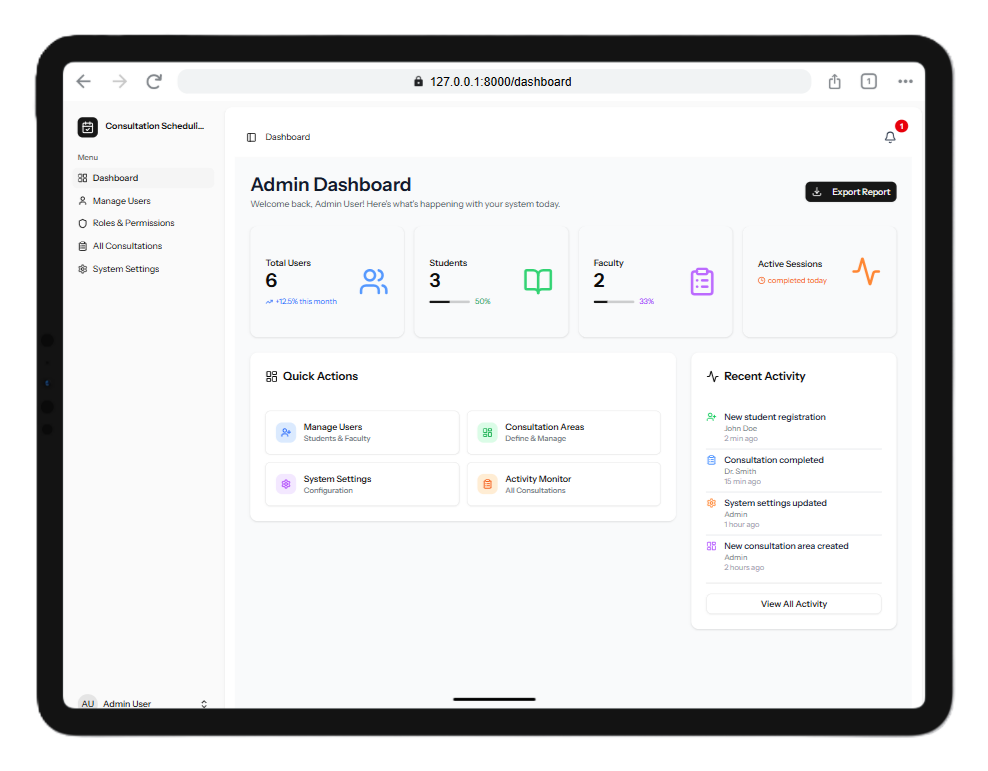 127.0.0.1:8000/dashboard
1
Consultation Scheduli...
Menu
Dashboard
Manage Users
Roles & Permissions
All Consultations
System Settings
AU Admin User
Dashboard
1
Admin Dashboard
Welcome back, Admin User! Here's what's happening with your system today.
Export Report
Total Users
6
+12.5% this month
Students
3
50%
Faculty
2
33%
Active Sessions
completed today
Quick Actions
Manage Users
Students & Faculty
Consultation Areas
Define & Manage
System Settings
Configuration
Activity Monitor
All Consultations
Recent Activity
New student registration
John Doe
2 min ago
Consultation completed
Dr. Smith
15 min ago
System settings updated
Admin
1 hour ago
New consultation area created
Admin
2 hours ago
View All Activity